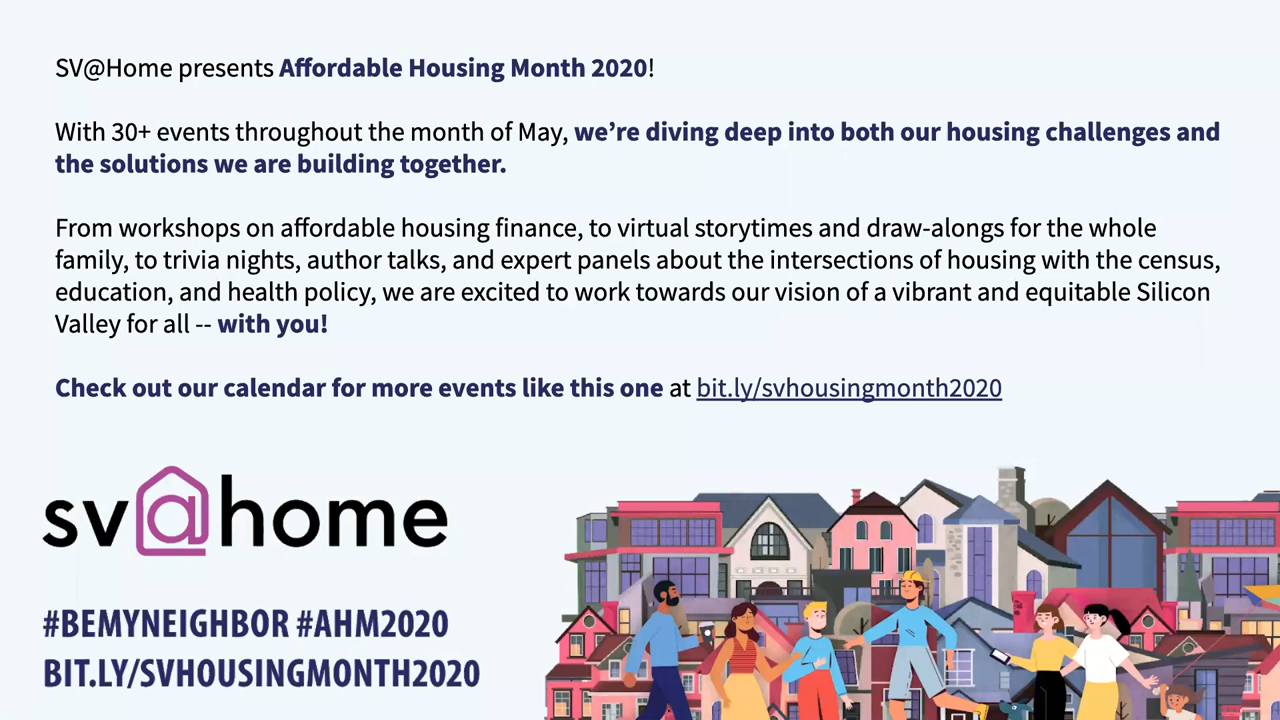 SV@Home presents Affordable Housing Month 2020!
With 30+ events throughout the month of May, we’re diving deep into both our housing challenges and
the solutions we are building together.
From workshops on affordable housing finance, to virtual storytimes and draw-alongs for the whole
family, to trivia nights, author talks, and expert panels about the intersections of housing with the census,
education, and health policy, we are excited to work towards our vision of a vibrant and equitable Silicon
Valley for all -- with you!
Check out our calendar for more events like this one at bit.ly/svhousingmonth2020
sv@home
#BEMYNEIGHBOR #AHM2020
BIT.LY/SVHOUSINGMONTH2020